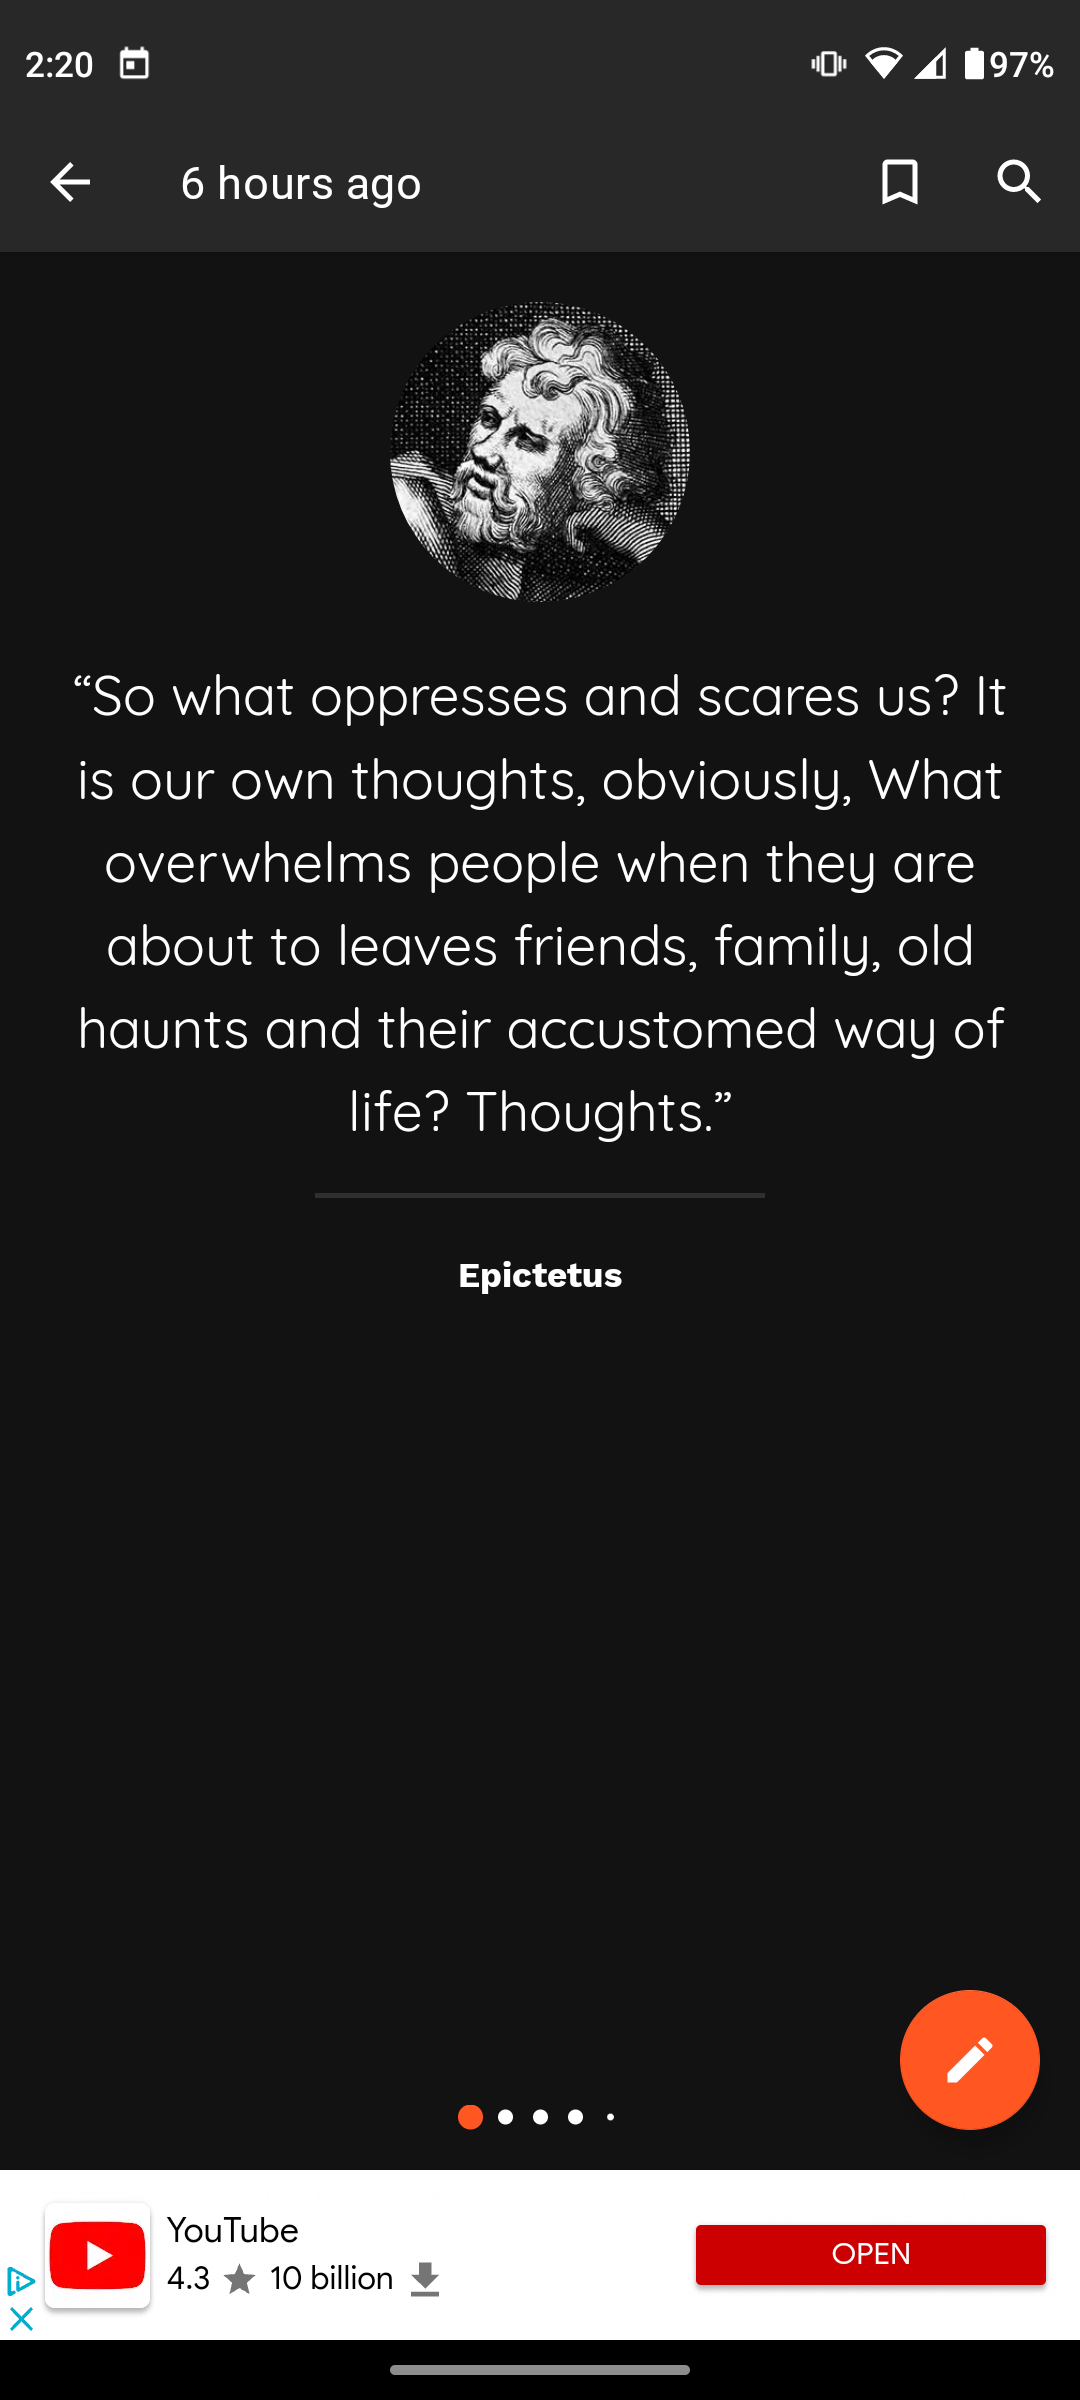 2:20
97%
6 hours ago
“So what oppresses and scares us? It
is our own thoughts, obviously, What
overwhelms people when they are
about to leaves friends, family, old
haunts and their accustomed way of
life? Thoughts.”
Epictetus
YouTube
4.3 10 billion
OPEN